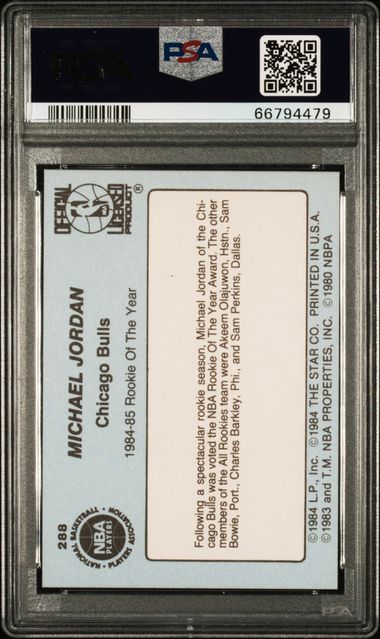 PSA
66794479
288
NATIONAL BASKETBALL
NBA
PLAYERS
PLAYERS ASSOCIATION
MICHAEL JORDAN
Chicago Bulls
1984-85 Rookie Of The Year
OFFICIAL
LICENSED
PRODUCT ®
Following a spectacular rookie season, Michael Jordan of the Chi-
cago Bulls was voted the NBA Rookie Of The Year Award. The other
members of the All Rookies team were Akeem Olajuwon, Hstn., Sam
Bowie, Port., Charles Barkley, Phi., and Sam Perkins, Dallas.
©1984 L.P., Inc. ©1984 THE STAR CO. PRINTED IN U.S.A.
©1983 and T.M. NBA PROPERTIES, INC. ©1980 NBPA